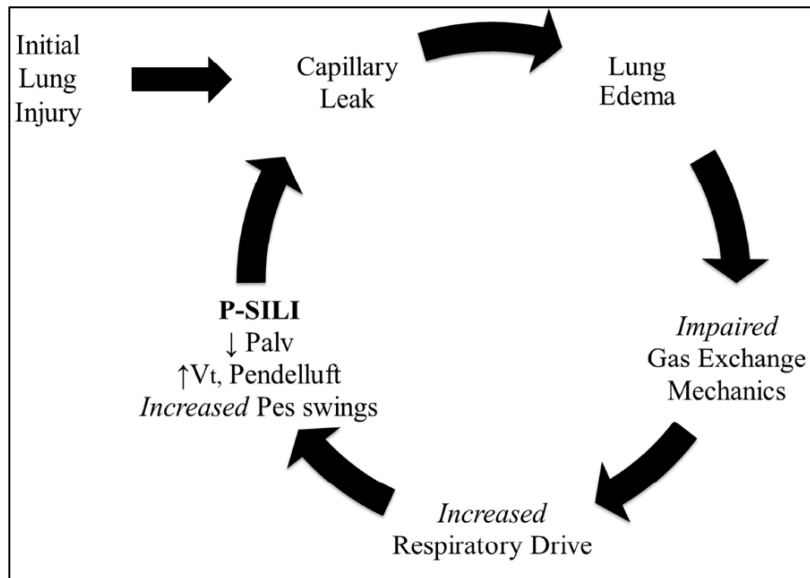 Initial
Lung
Injury
Capillary
Leak
Lung
Edema
Impaired
Gas Exchange
Mechanics
Increased
Respiratory Drive
P-SILI
↓ Palv
↑Vt, Pendelluft
Increased Pes swings